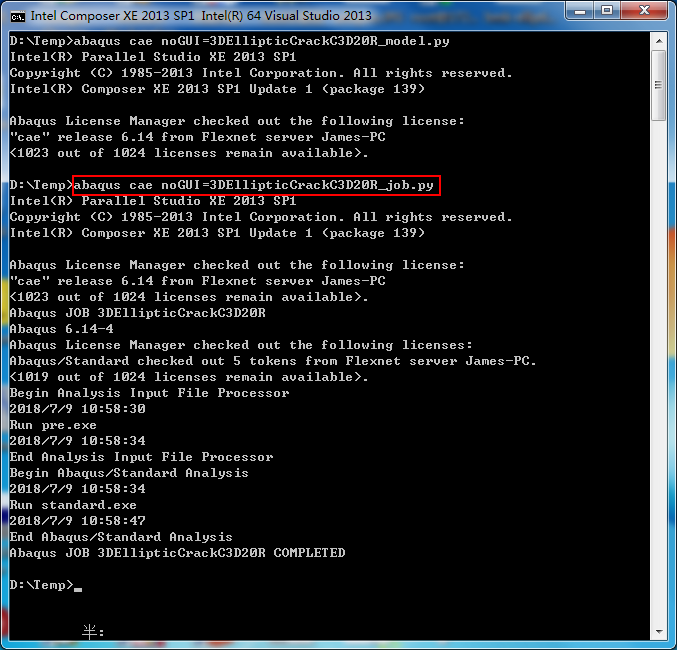 Intel Composer XE 2013 SP1 Intel(R) 64 Visual Studio 2013
D:\Temp>abaqus cae noGUI=3DEllipticCrackC3D20R_model.py
Intel(R) Parallel Studio XE 2013 SP1
Copyright (C) 1985-2013 Intel Corporation. All rights reserved.
Intel(R) Composer XE 2013 SP1 Update 1 (package 139)
Abaqus License Manager checked out the following license:
"cae" release 6.14 from Flexnet server James-PC
<1023 out of 1024 licenses remain available>.
D:\Temp>abaqus cae noGUI=3DEllipticCrackC3D20R_job.py
Intel(R) Parallel Studio XE 2013 SP1
Copyright (C) 1985-2013 Intel Corporation. All rights reserved.
Intel(R) Composer XE 2013 SP1 Update 1 (package 139)
Abaqus License Manager checked out the following license:
"cae" release 6.14 from Flexnet server James-PC
<1023 out of 1024 licenses remain available>.
Abaqus JOB 3DEllipticCrackC3D20R
Abaqus 6.14-4
Abaqus License Manager checked out the following licenses:
Abaqus/Standard checked out 5 tokens from Flexnet server James-PC.
<1019 out of 1024 licenses remain available>.
Begin Analysis Input File Processor
2018/7/9 10:58:30
Run pre.exe
2018/7/9 10:58:34
End Analysis Input File Processor
Begin Abaqus/Standard Analysis
2018/7/9 10:58:34
Run standard.exe
2018/7/9 10:58:47
End Abaqus/Standard Analysis
Abaqus JOB 3DEllipticCrackC3D20R COMPLETED
D:\Temp>_
半: